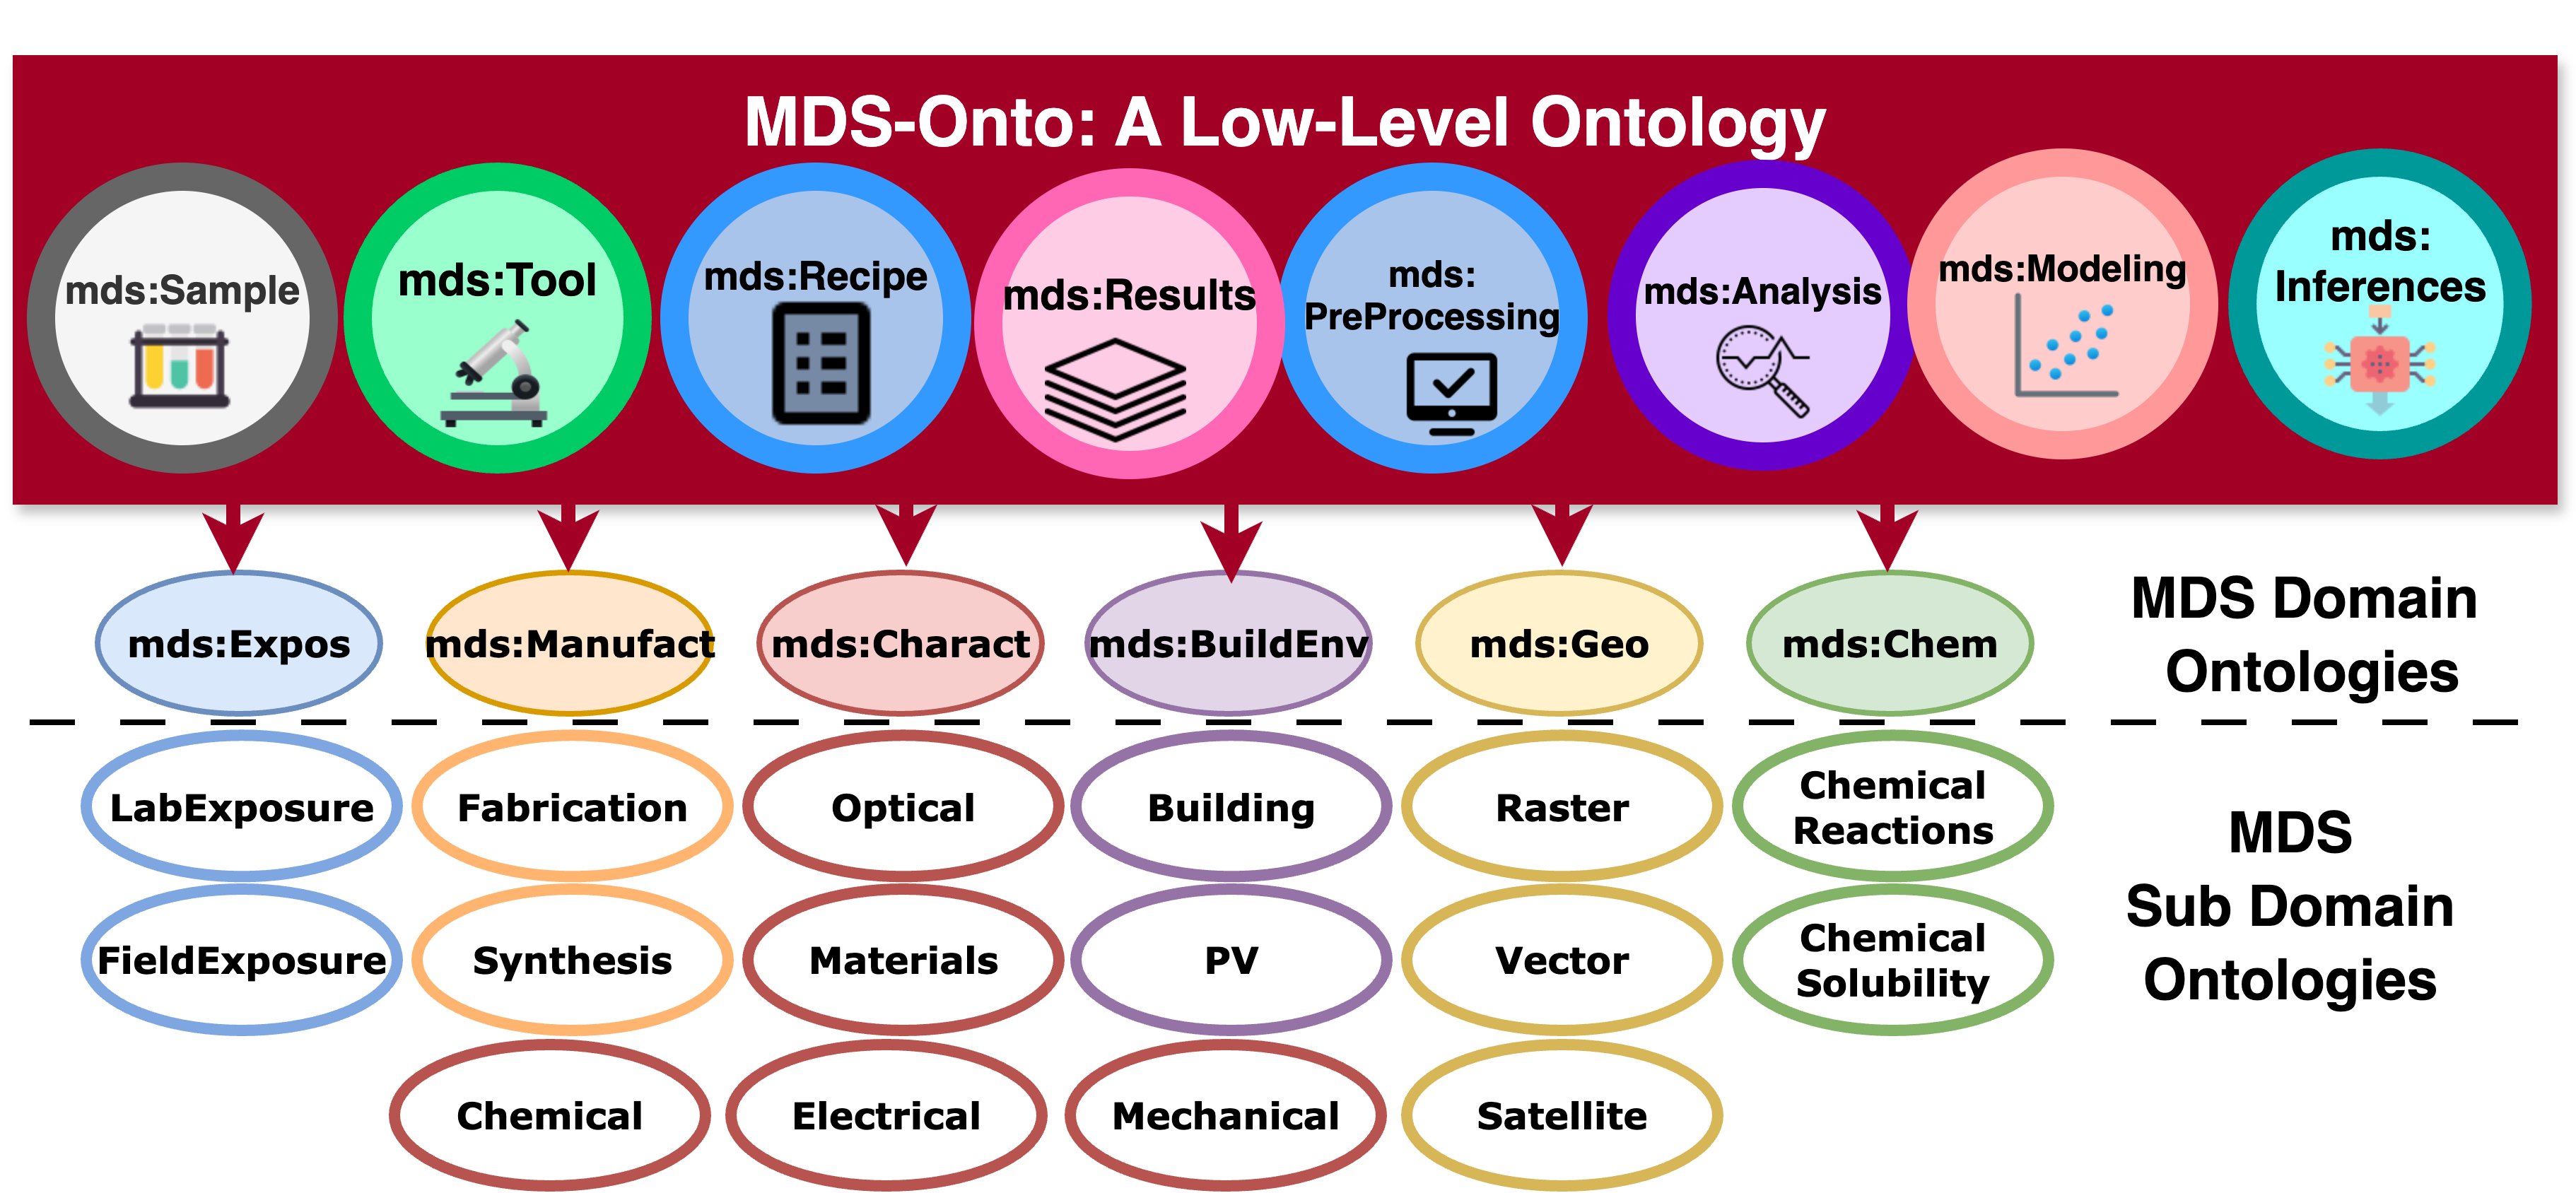 MDS-Onto: A Low-Level Ontology
mds:Sample
mds:Tool
mds:Recipe
mds:Results
mds:
PreProcessing
mds:Analysis
mds:Modeling
mds:
Inferences
mds:Expos
mds:Manufact
mds:Charact
mds:BuildEnv
mds:Geo
mds:Chem
MDS Domain
Ontologies
LabExposure
Fabrication
Optical
Building
Raster
Chemical
Reactions
FieldExposure
Synthesis
Materials
PV
Vector
Chemical
Solubility
MDS
Sub Domain
Ontologies
Chemical
Electrical
Mechanical
Satellite